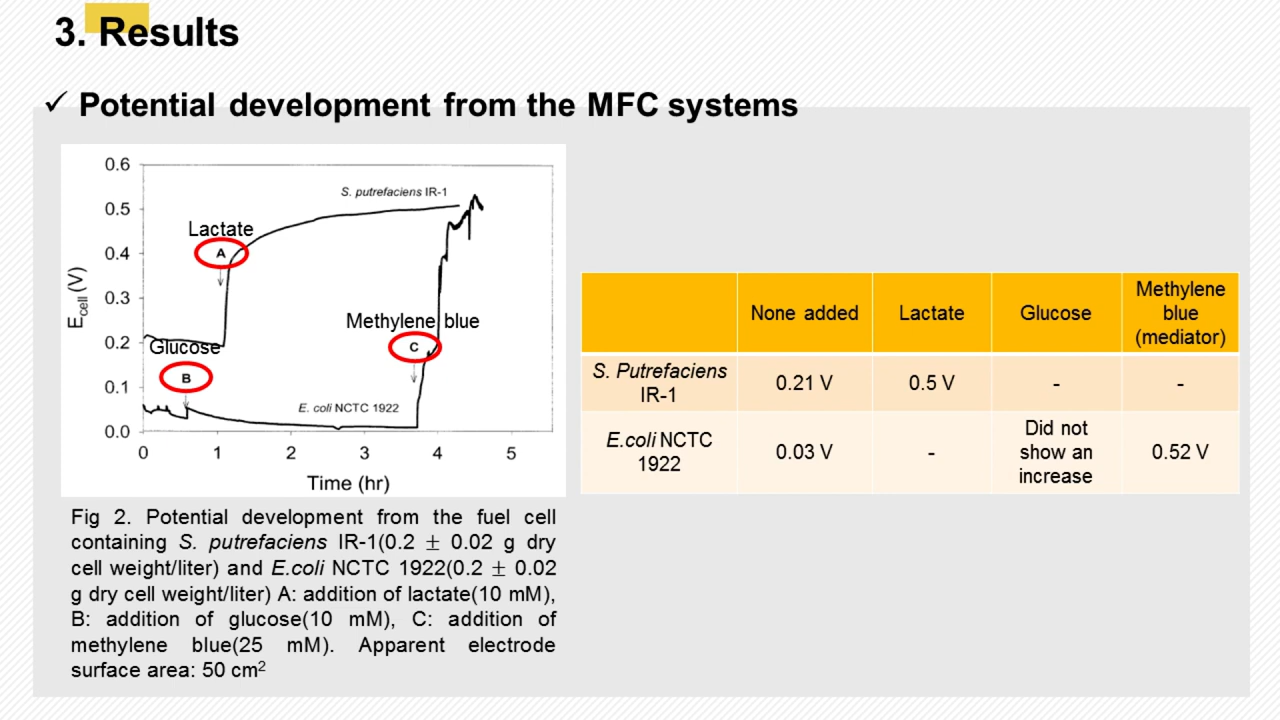 3. Results
✓ Potential development from the MFC systems
0.6
0.5
0.4
0.3
0.2
0.1
0.0
E_cell (V)
S. putrefaciens IR-1
Lactate
A
Methylene blue
C
Glucose
B
E. coli NCTC 1922
0 1 2 3 4 5
Time (hr)
None added Lactate Glucose Methylene blue (mediator)
S. Putrefaciens IR-1 0.21 V 0.5 V - -
E.coli NCTC 1922 0.03 V - Did not show an increase 0.52 V
Fig 2. Potential development from the fuel cell
containing S. putrefaciens IR-1(0.2 ± 0.02 g dry
cell weight/liter) and E.coli NCTC 1922(0.2 ± 0.02
g dry cell weight/liter) A: addition of lactate(10 mM),
B: addition of glucose(10 mM), C: addition of
methylene blue(25 mM). Apparent electrode
surface area: 50 cm²